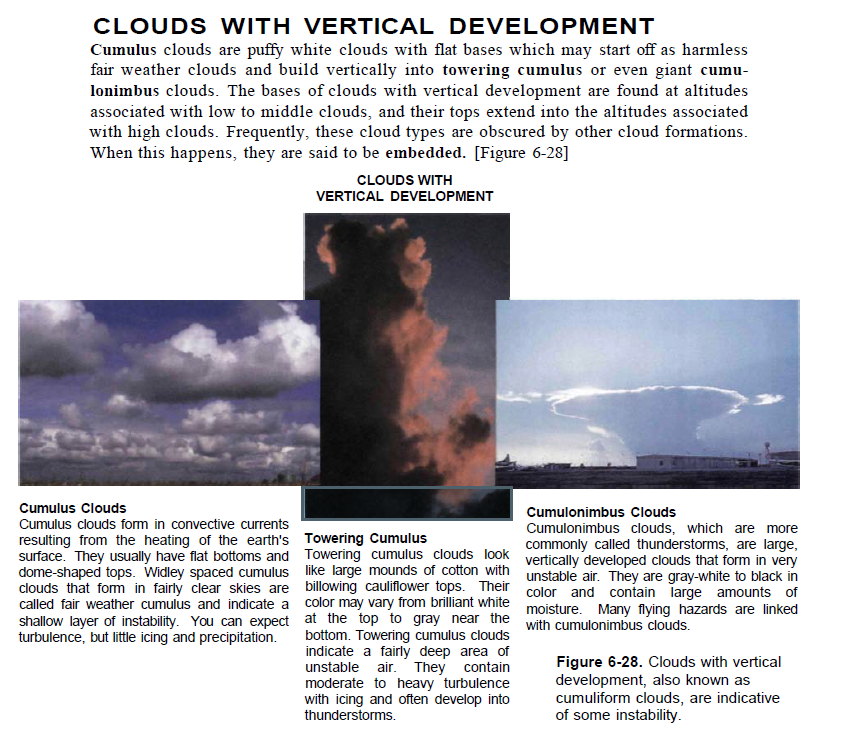 CLOUDS WITH VERTICAL DEVELOPMENT
Cumulus clouds are puffy white clouds with flat bases which may start off as harmless
fair weather clouds and build vertically into towering cumulus or even giant cumu-
lonimbus clouds. The bases of clouds with vertical development are found at altitudes
associated with low to middle clouds, and their tops extend into the altitudes associated
with high clouds. Frequently, these cloud types are obscured by other cloud formations.
When this happens, they are said to be embedded. [Figure 6-28]
CLOUDS WITH
VERTICAL DEVELOPMENT
Cumulus Clouds
Cumulus clouds form in convective currents
resulting from the heating of the earth's
surface. They usually have flat bottoms and
dome-shaped tops. Widley spaced cumulus
clouds that form in fairly clear skies are
called fair weather cumulus and indicate a
shallow layer of instability. You can expect
turbulence, but little icing and precipitation.
Towering Cumulus
Towering cumulus clouds look
like large mounds of cotton with
billowing cauliflower tops. Their
color may vary from brilliant white
at the top to gray near the
bottom. Towering cumulus clouds
indicate a fairly deep area of
unstable air. They contain
moderate to heavy turbulence
with icing and often develop into
thunderstorms.
Cumulonimbus Clouds
Cumulonimbus clouds, which are more
commonly called thunderstorms, are large,
vertically developed clouds that form in very
unstable air. They are gray-white to black in
color and contain large amounts of
moisture. Many flying hazards are linked
with cumulonimbus clouds.
Figure 6-28. Clouds with vertical
development, also known as
cumuliform clouds, are indicative
of some instability.